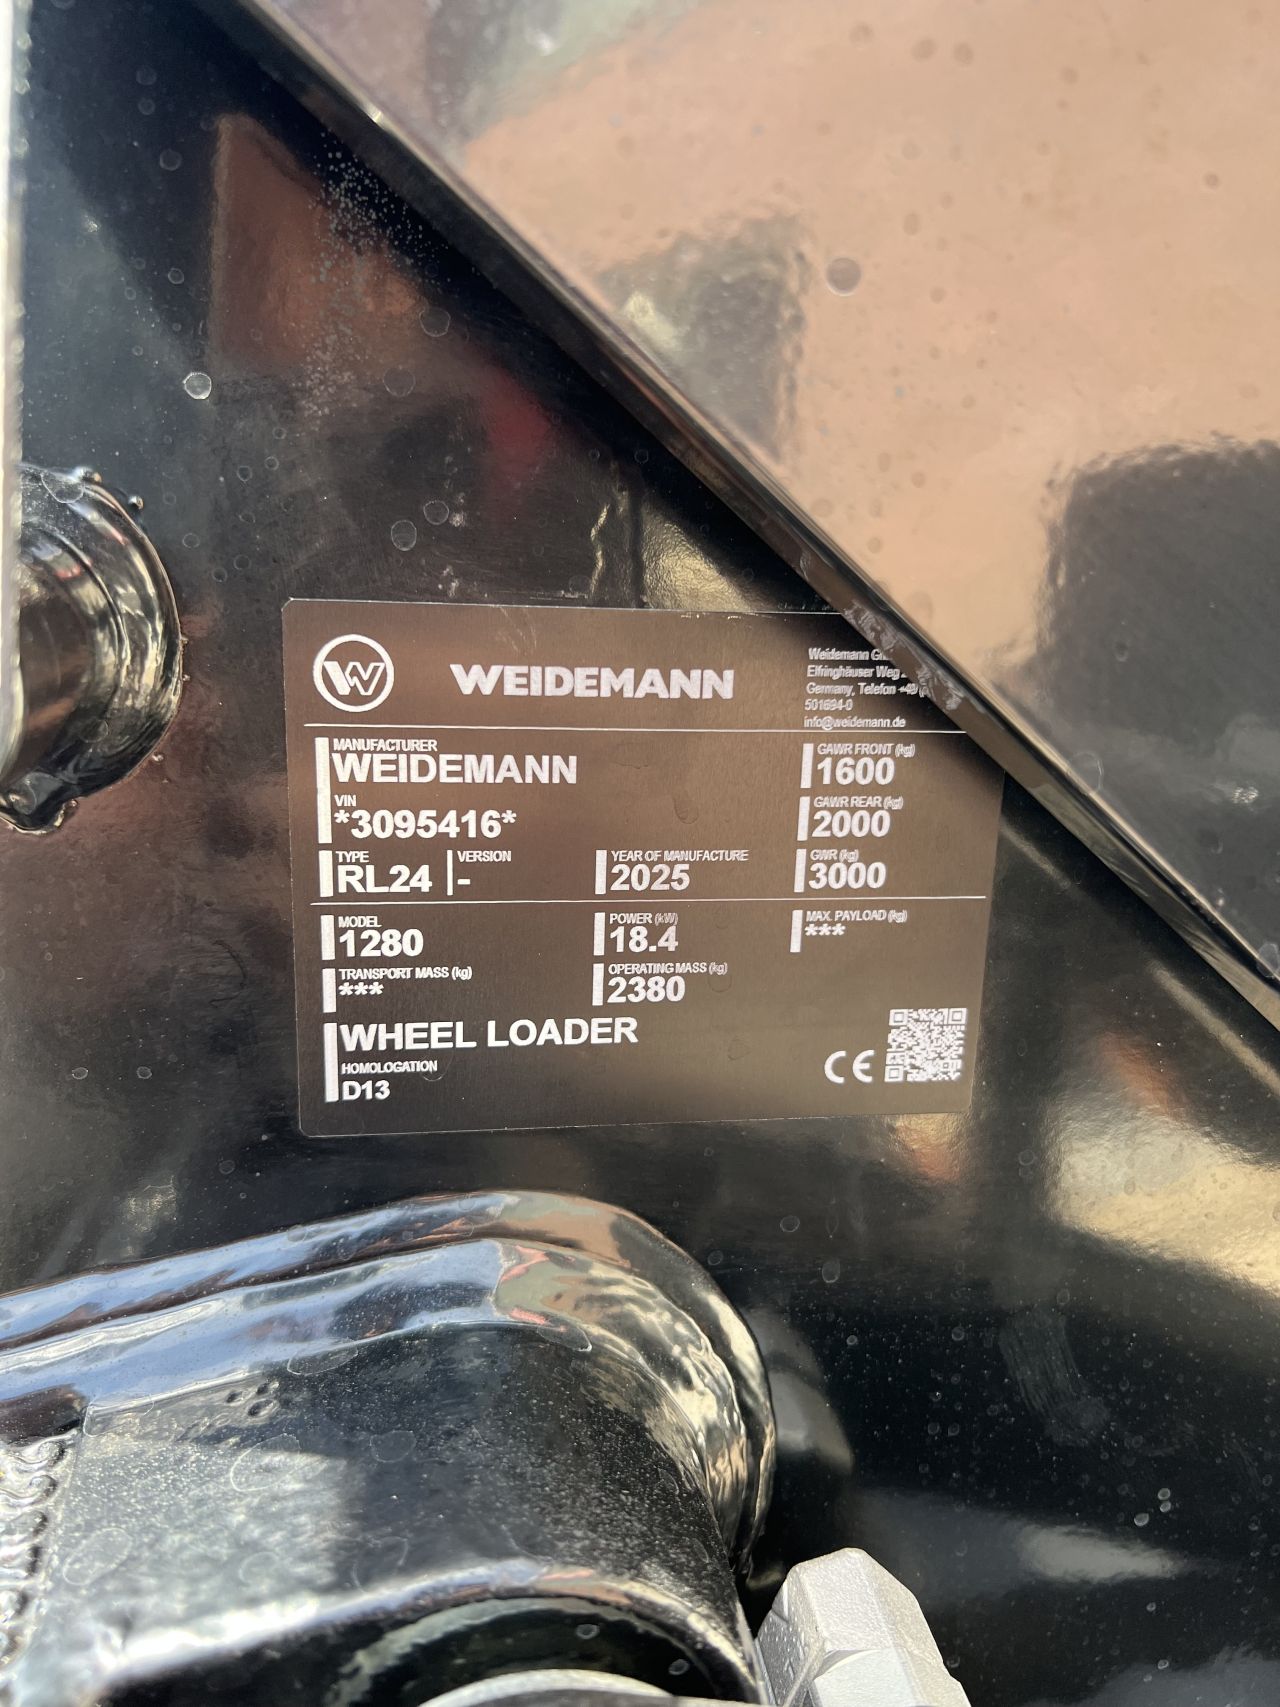 W WEIDEMANN
Weidemann
Elfringhäuser Weg
Germany, Telefon +49
501694-0
info@weidemann.de
MANUFACTURER
WEIDEMANN
GAWR FRONT (kg)
1600
VIN
*3095416*
GAWR REAR (kg)
2000
TYPE
RL24
VERSION
-
YEAR OF MANUFACTURE
2025
GWR (kg)
3000
MODEL
1280
POWER (kW)
18.4
MAX. PAYLOAD (kg)
***
TRANSPORT MASS (kg)
***
OPERATING MASS (kg)
2380
WHEEL LOADER
HOMOLOGATION
D13
CE